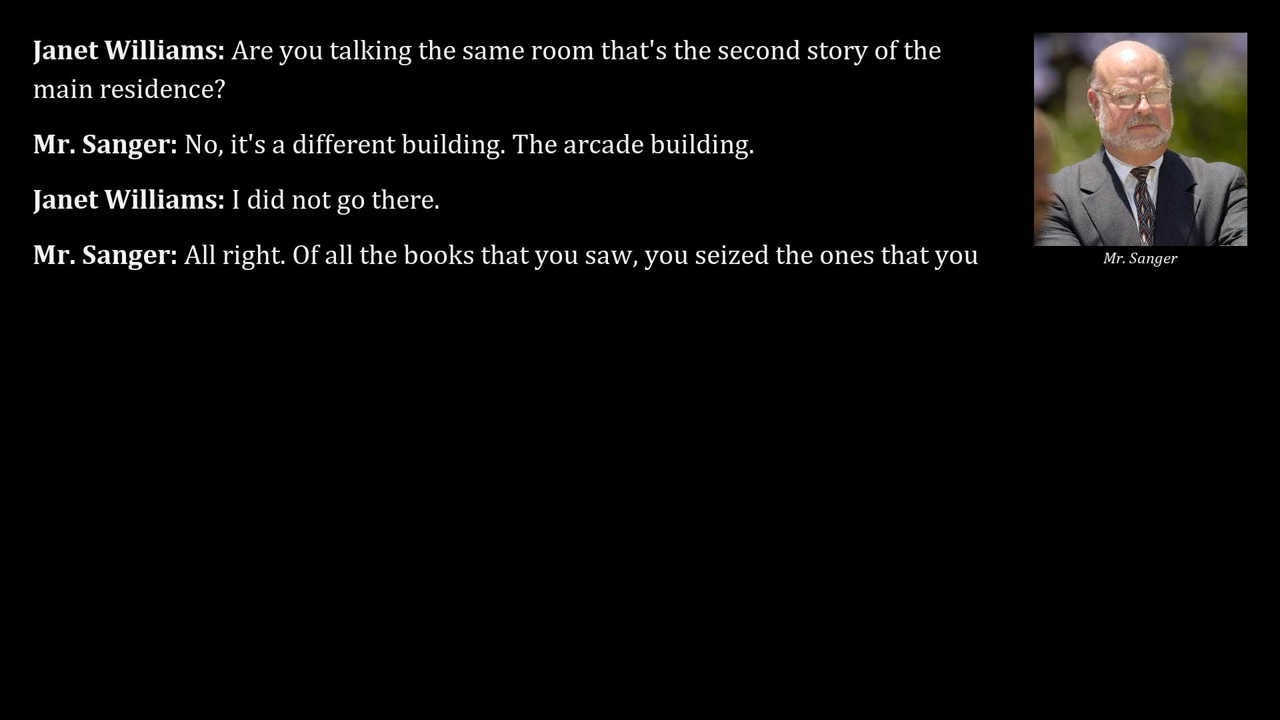 Janet Williams: Are you talking the same room that's the second story of the
main residence?
Mr. Sanger: No, it's a different building. The arcade building.
Janet Williams: I did not go there.
Mr. Sanger: All right. Of all the books that you saw, you seized the ones that you
Mr. Sanger